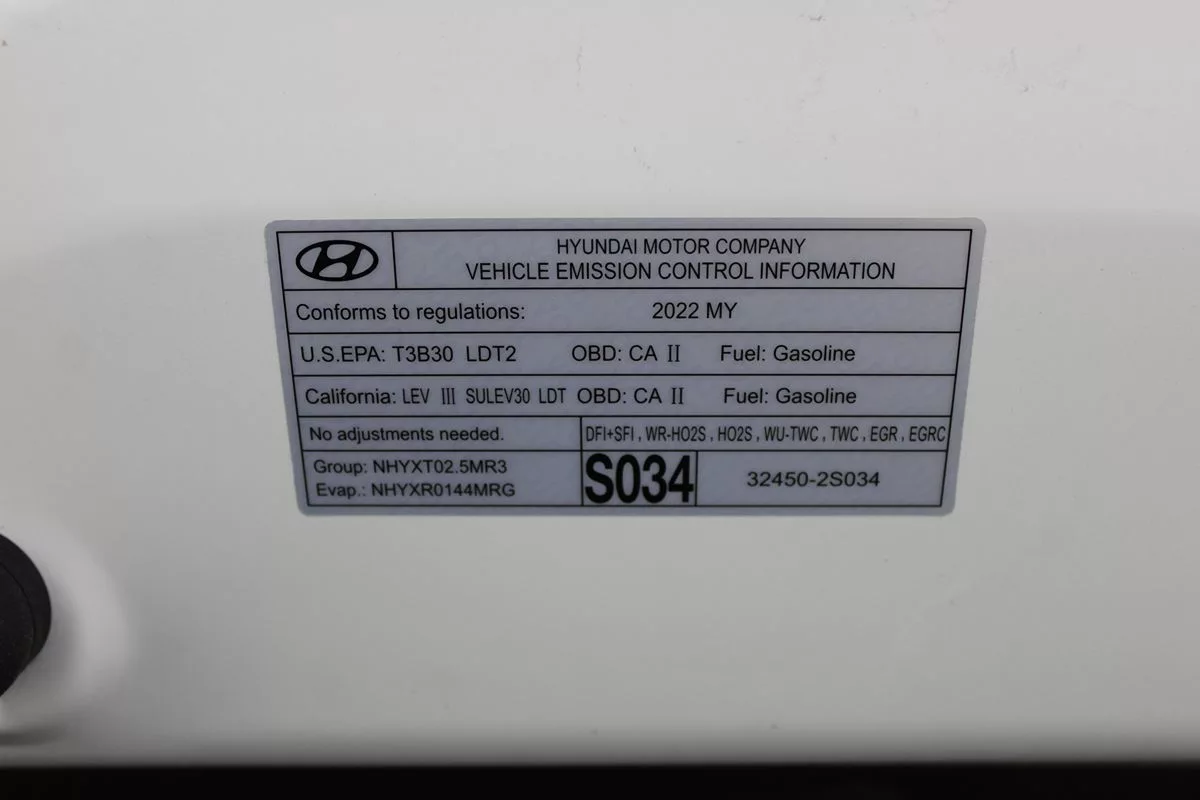 HYUNDAI MOTOR COMPANY
VEHICLE EMISSION CONTROL INFORMATION
Conforms to regulations: 2022 MY
U.S.EPA: T3B30 LDT2 OBD: CA II Fuel: Gasoline
California: LEV III SULEV30 LDT OBD: CA II Fuel: Gasoline
No adjustments needed. DFI+SFI , WR-HO2S , HO2S , WU-TWC , TWC , EGR , EGRC
Group: NHYXT02.5MR3
Evap.: NHYXR0144MRG
S034 32450-2S034